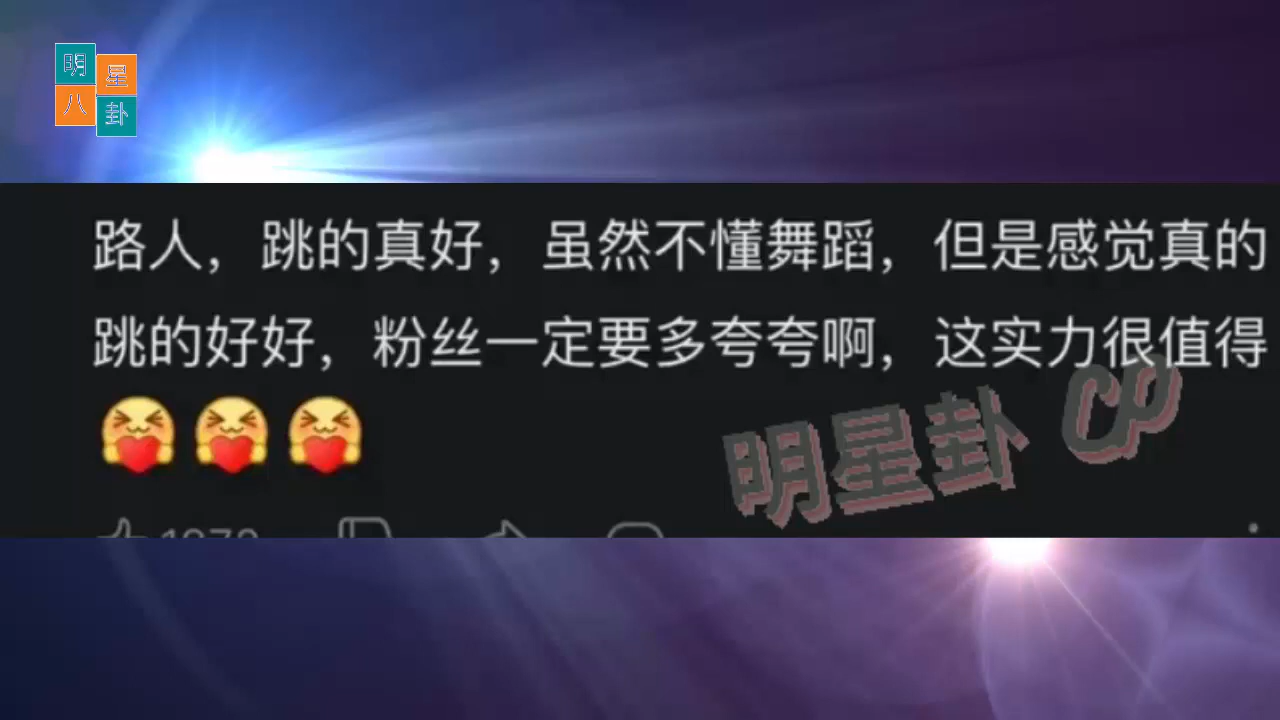 明星
八卦
路人，跳的真好，虽然不懂舞蹈，但是感觉真的
跳的好好，粉丝一定要多夸夸啊，这实力很值得
明星卦 CP